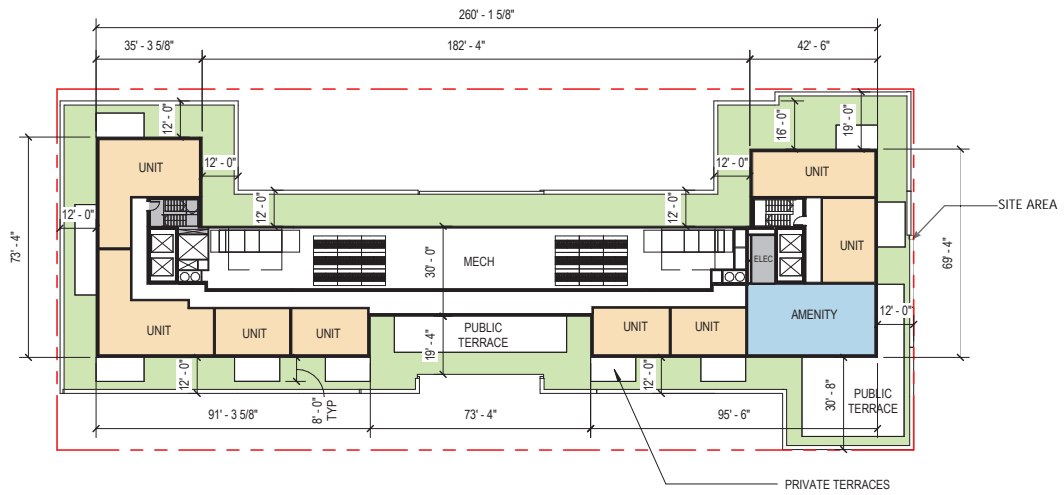 260' - 1 5/8"
35' - 3 5/8"
182' - 4"
42' - 6"
12' - 0"
16' - 0"
19' - 0"
UNIT
12' - 0"
12' - 0"
UNIT
12' - 0"
12' - 0"
12' - 0"
SITE AREA
73' - 4"
30' - 0"
MECH
ELEC
UNIT
69' - 4"
UNIT
UNIT
UNIT
19' - 4"
PUBLIC
TERRACE
UNIT
UNIT
AMENITY
12' - 0"
12' - 0"
8' - 0"
TYP
12' - 0"
30' - 8"
PUBLIC
TERRACE
91' - 3 5/8"
73' - 4"
95' - 6"
PRIVATE TERRACES